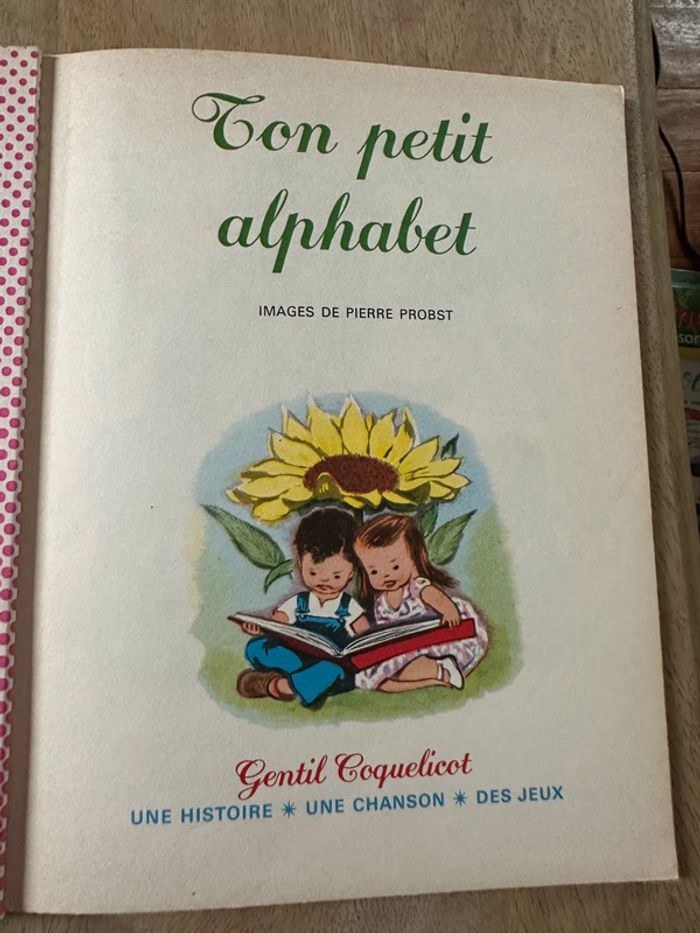 Ton petit
alphabet
IMAGES DE PIERRE PROBST
Gentil Coquelicot
UNE HISTOIRE * UNE CHANSON * DES JEUX